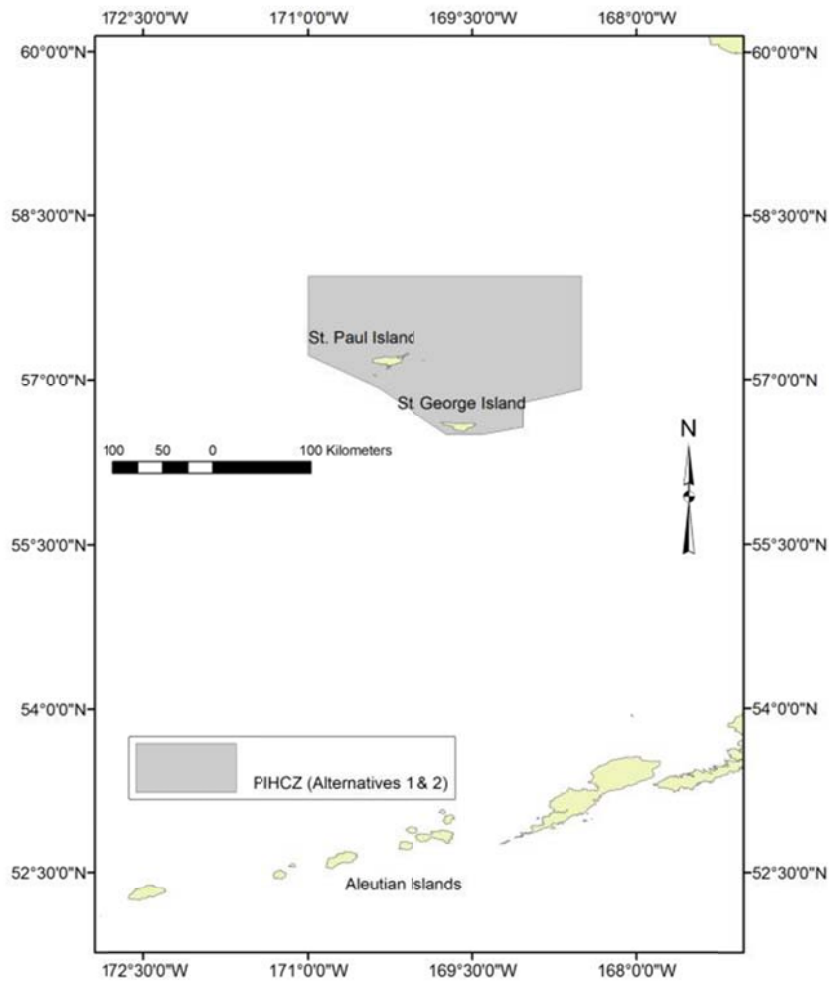 172°30'0"W 171°0'0"W 169°30'0"W 168°0'0"W
60°0'0"N 60°0'0"N
58°30'0"N 58°30'0"N
St. Paul Island
57°0'0"N 57°0'0"N
St. George Island
N
100 50 0 100 Kilometers
55°30'0"N 55°30'0"N
54°0'0"N 54°0'0"N
PIHCZ (Alternatives 1 & 2)
52°30'0"N 52°30'0"N
Aleutian Islands
172°30'0"W 171°0'0"W 169°30'0"W 168°0'0"W